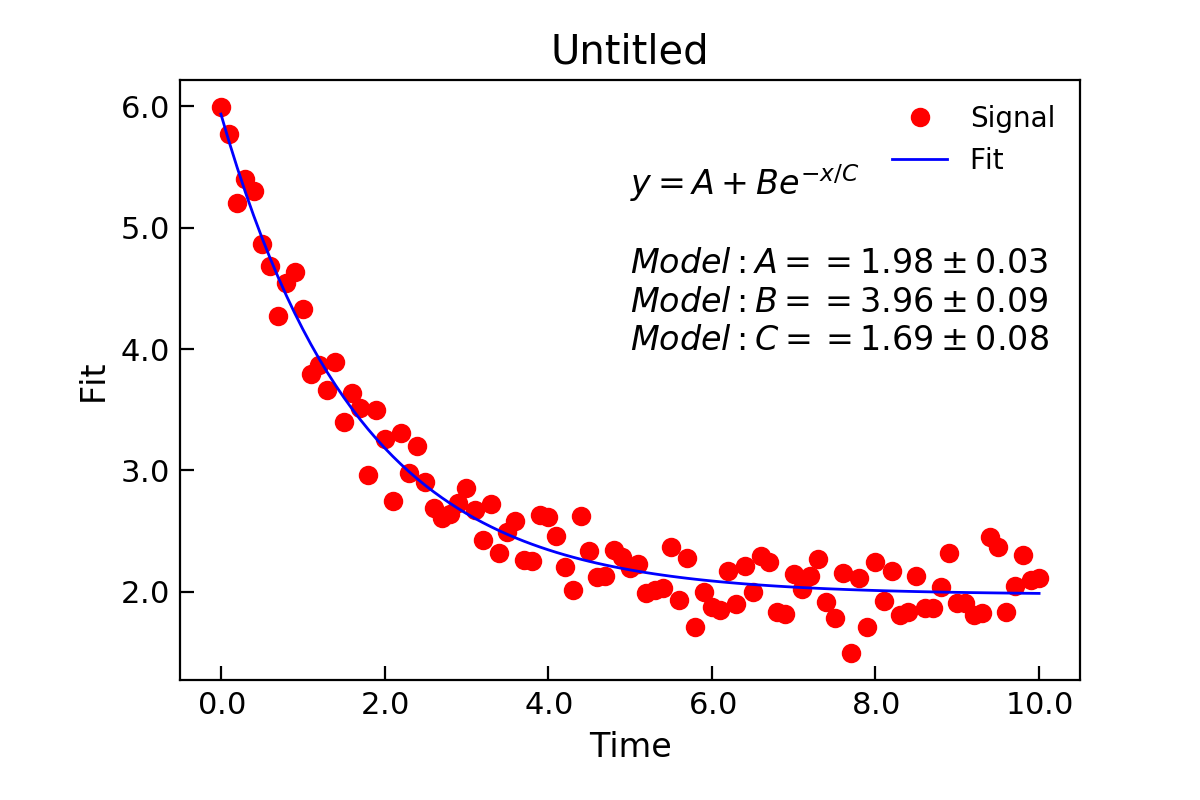 Untitled
6.0
5.0
4.0
3.0
2.0
Fit
Signal
Fit
y = A + Be^{-x/C}
Model : A = = 1.98 ± 0.03
Model : B = = 3.96 ± 0.09
Model : C = = 1.69 ± 0.08
0.0 2.0 4.0 6.0 8.0 10.0
Time